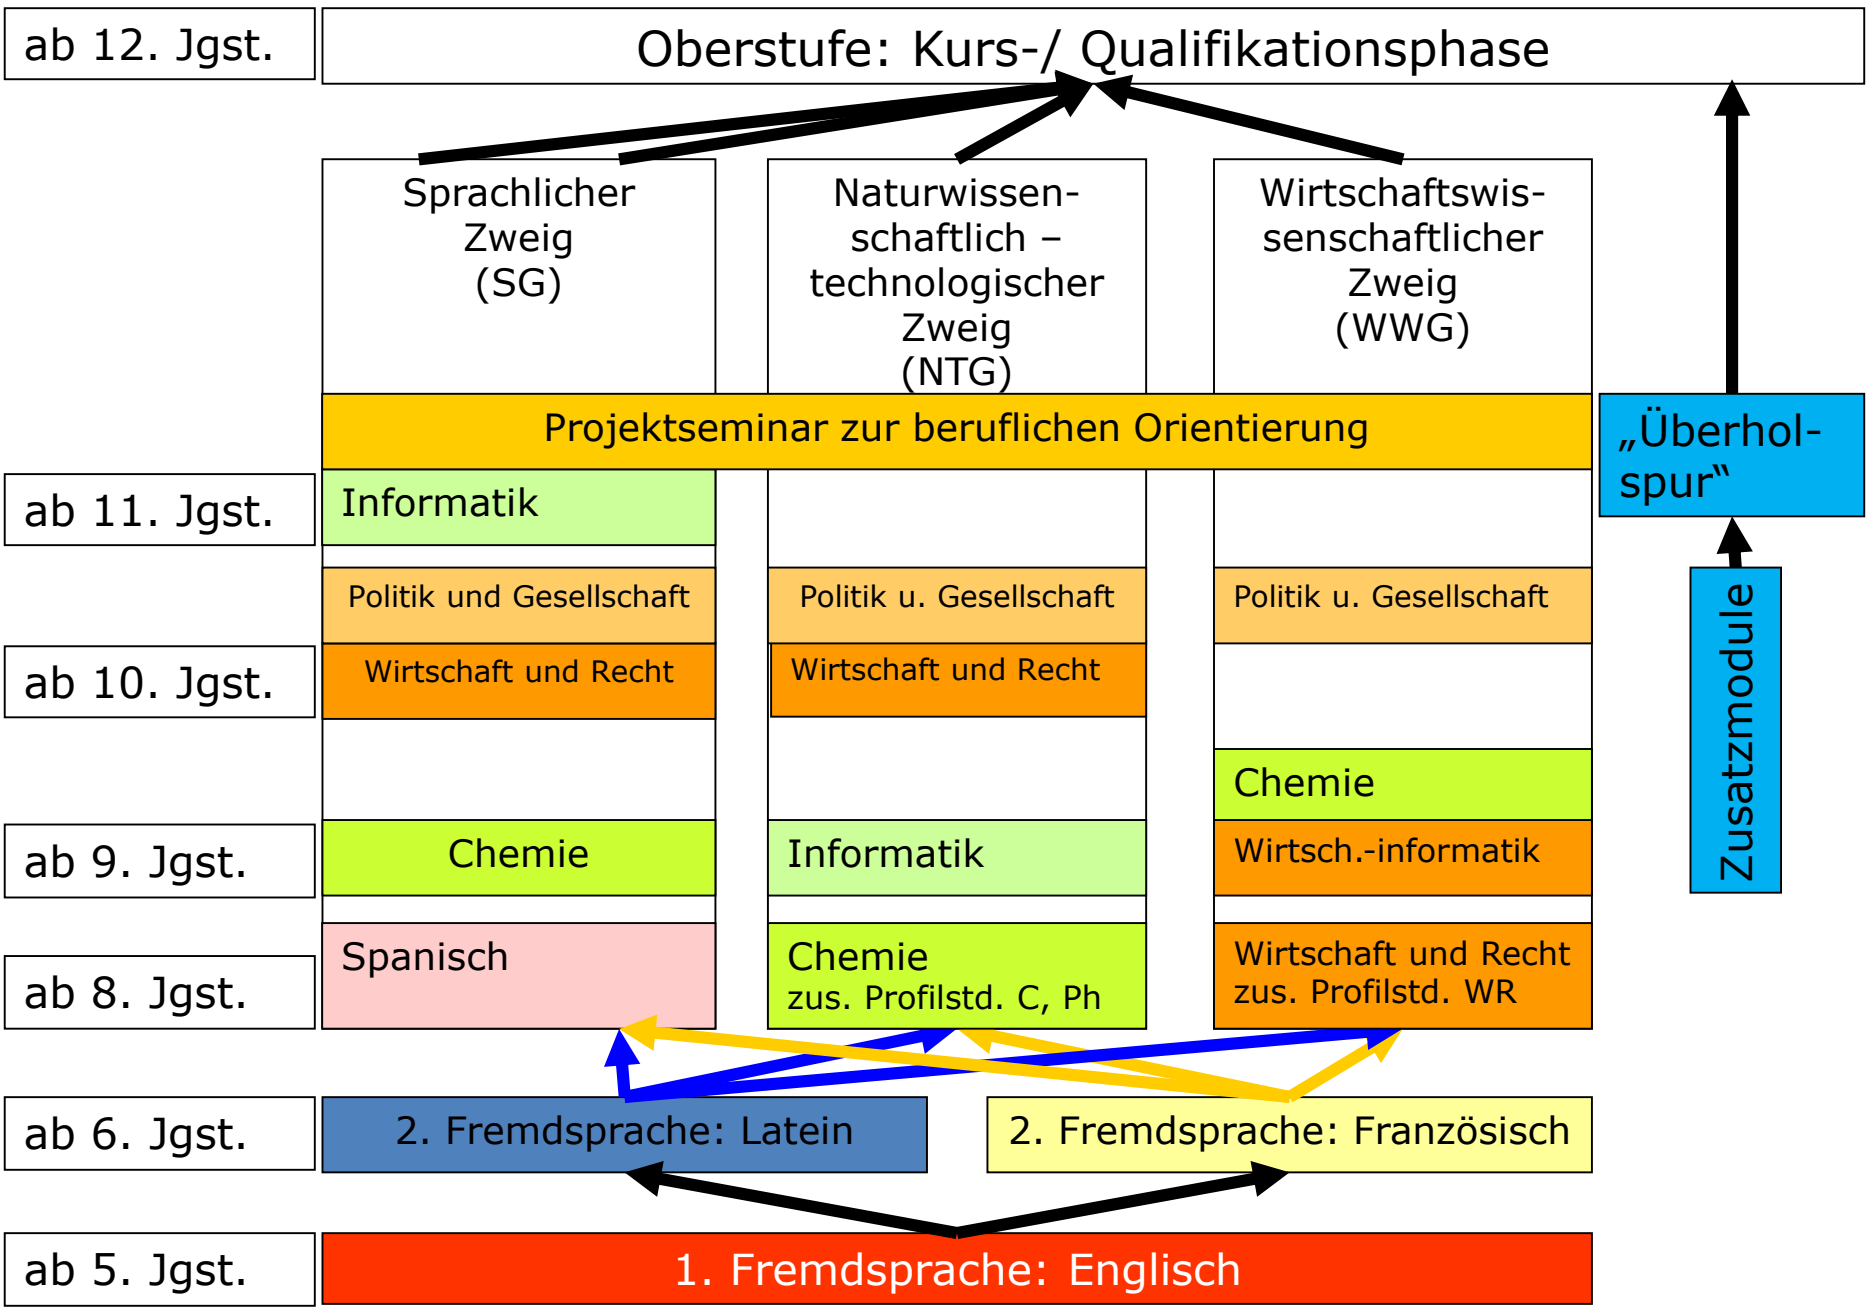 ab 12. Jgst.
Oberstufe: Kurs-/ Qualifikationsphase
Sprachlicher
Zweig
(SG)
Naturwissen-
schaftlich –
technologischer
Zweig
(NTG)
Wirtschaftswis-
senschaftlicher
Zweig
(WWG)
Projektseminar zur beruflichen Orientierung
„Überhol-
spur“
ab 11. Jgst.
Informatik
Politik und Gesellschaft
Politik u. Gesellschaft
Politik u. Gesellschaft
Zusatzmodule
ab 10. Jgst.
Wirtschaft und Recht
Wirtschaft und Recht
Chemie
ab 9. Jgst.
Chemie
Informatik
Wirtsch.-informatik
ab 8. Jgst.
Spanisch
Chemie
zus. Profilstd. C, Ph
Wirtschaft und Recht
zus. Profilstd. WR
ab 6. Jgst.
2. Fremdsprache: Latein
2. Fremdsprache: Französisch
ab 5. Jgst.
1. Fremdsprache: Englisch